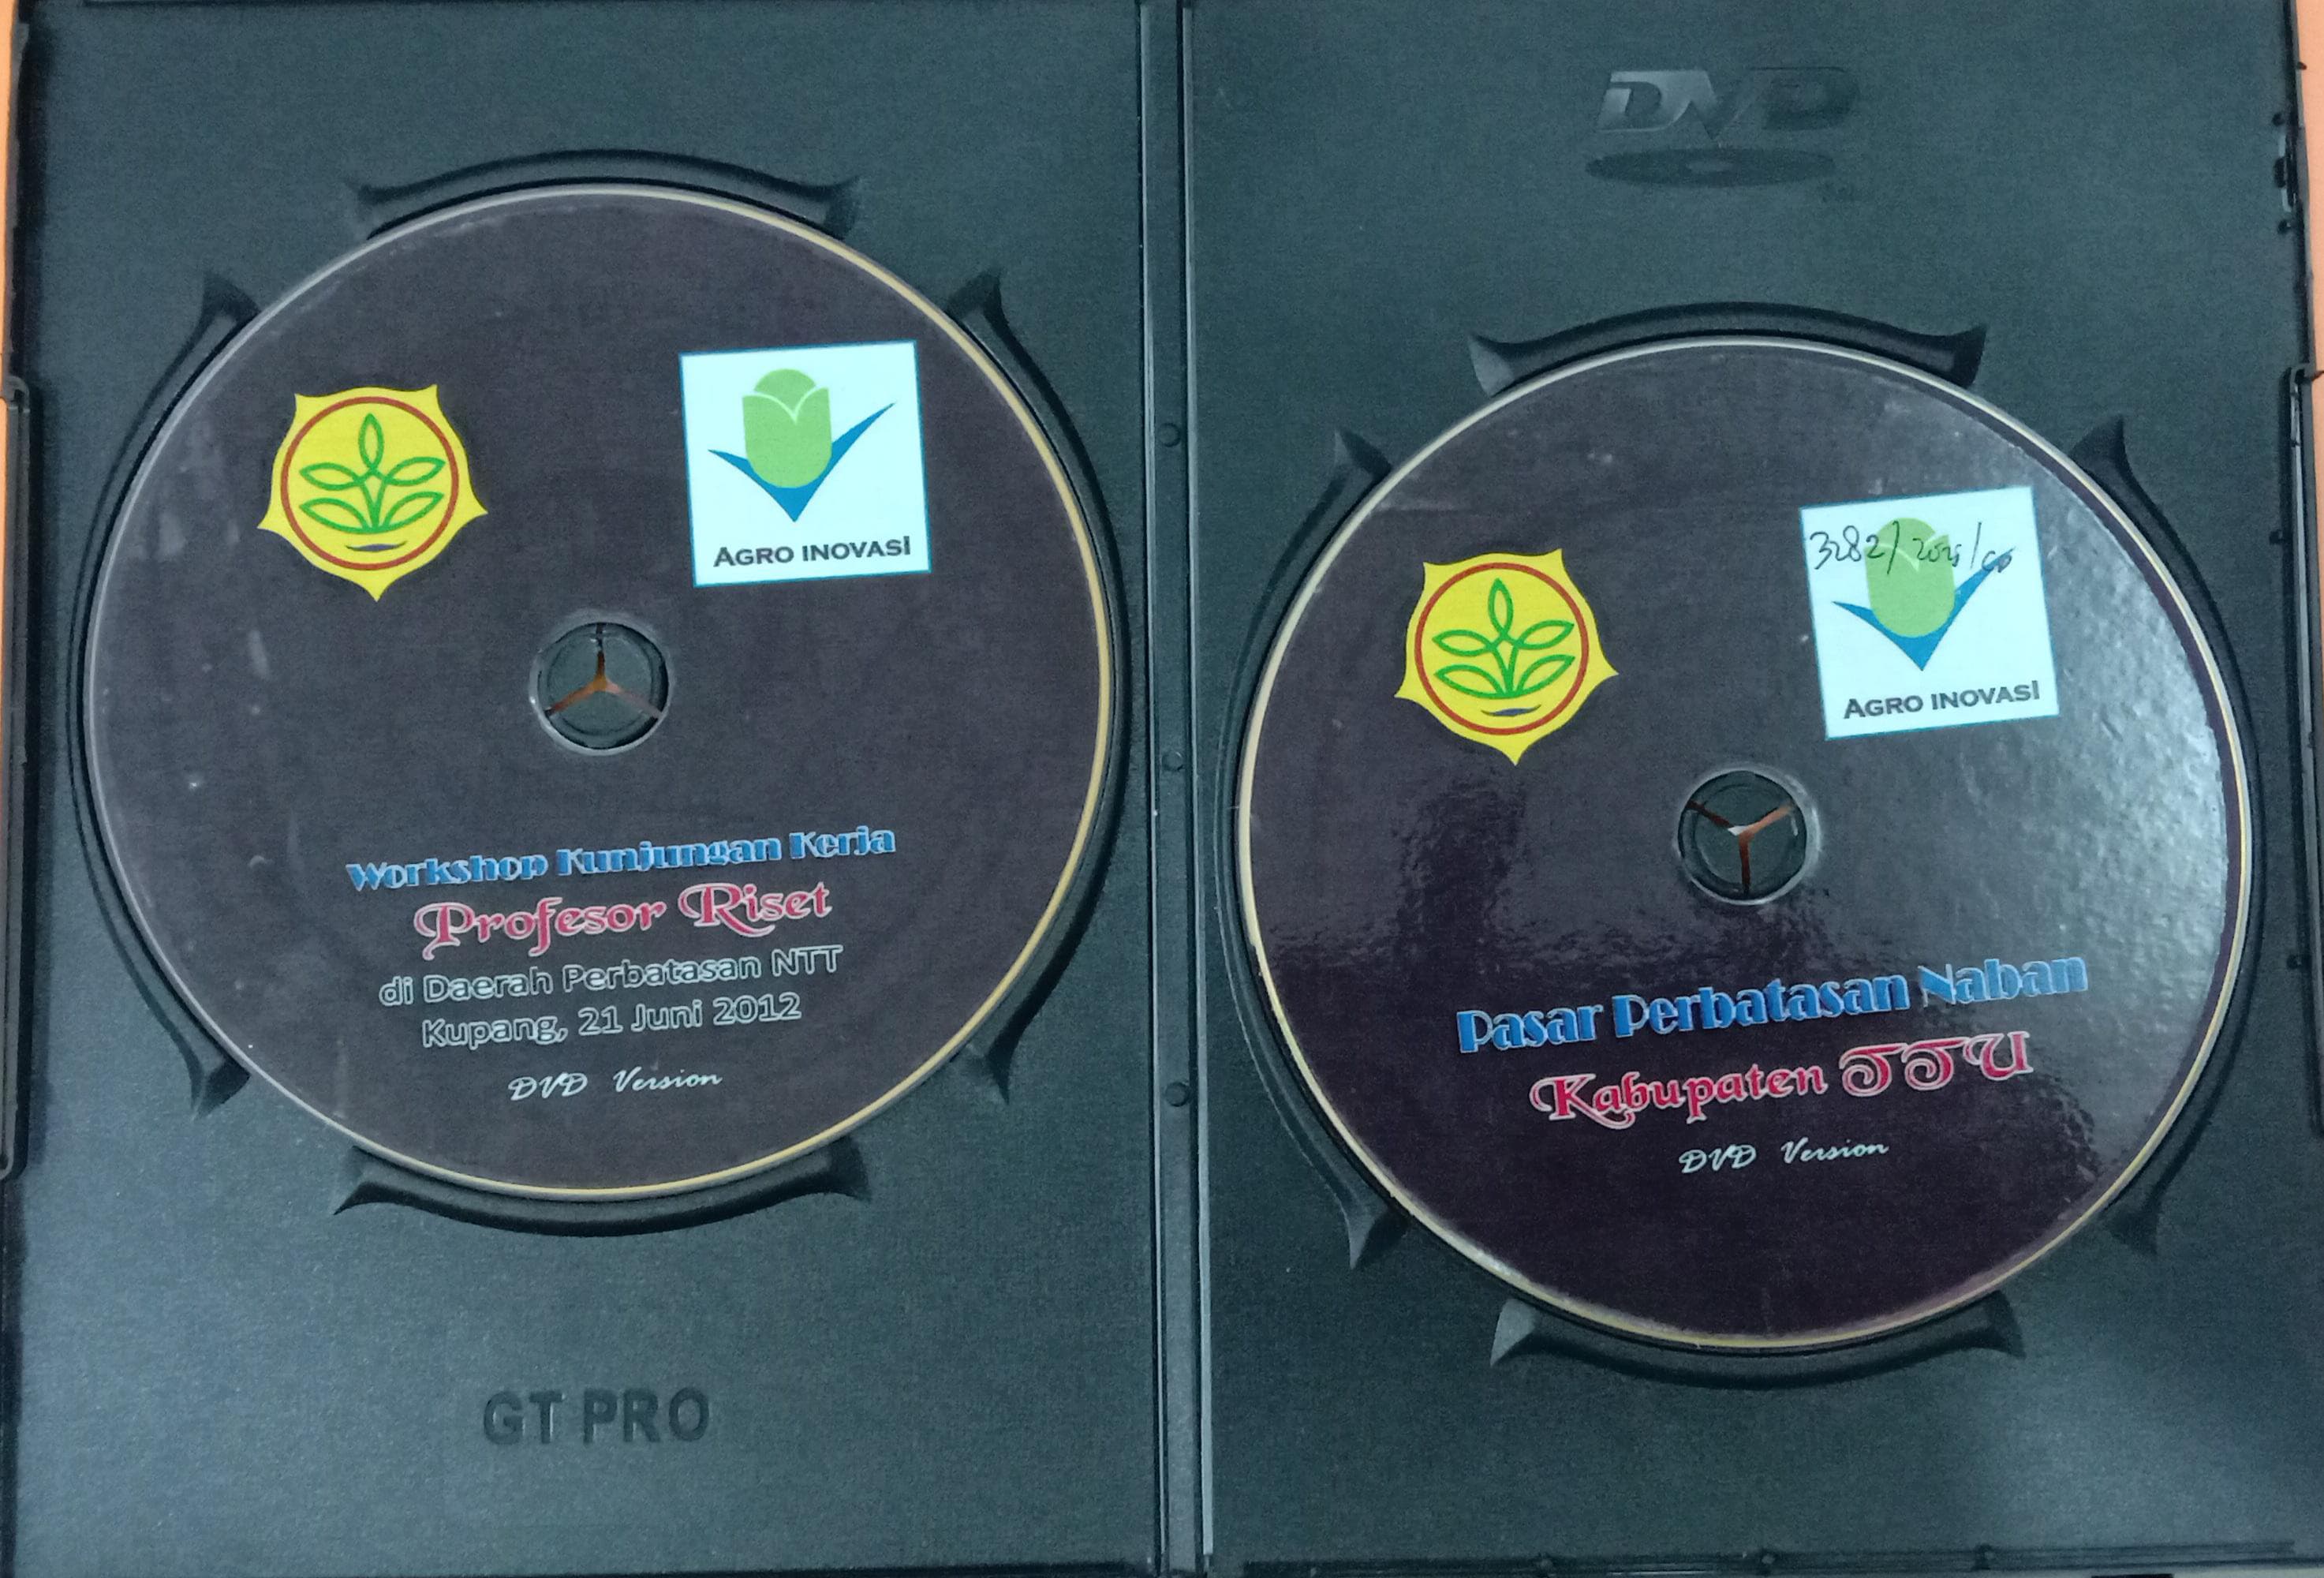 AGRO INOVASI
Workshop Kunjungan Kerja
Profesor Riset
di Daerah Perbatasan NTT
Kupang, 21 Juni 2012
DVD Version
GT PRO
DVD
3282/
AGRO INOVASI
Pasar Perbatasan Naban
Kabupaten TTU
DVD Version